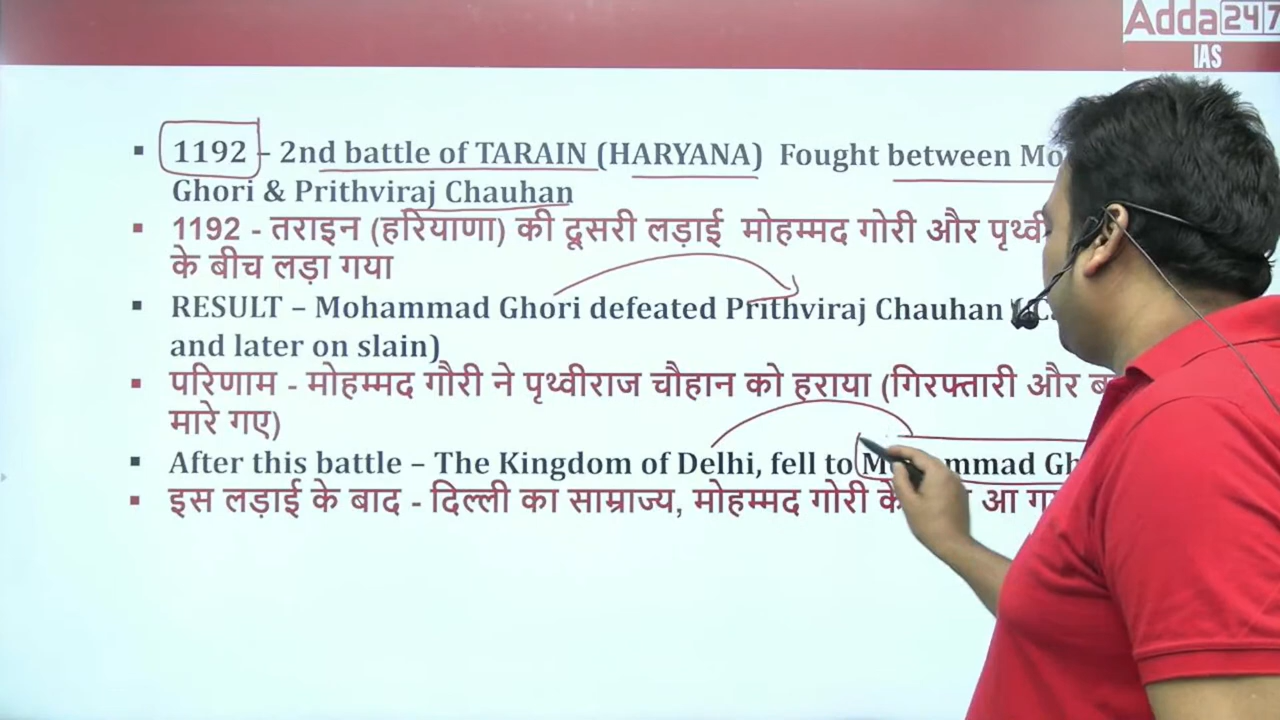 Adda247
IAS
▪ 1192 – 2nd battle of TARAIN (HARYANA) Fought between
Ghori & Prithviraj Chauhan
▪ 1192 - तराइन (हरियाणा) की दूसरी लड़ाई मोहम्मद गोरी और
के बीच लड़ा गया
▪ RESULT – Mohammad Ghori defeated Prithviraj Chauhan
and later on slain)
▪ परिणाम - मोहम्मद गौरी ने पृथ्वीराज चौहान को हराया (गिरफ्तारी और
मारे गए)
▪ After this battle – The Kingdom of Delhi, fell to
▪ इस लड़ाई के बाद - दिल्ली का साम्राज्य, मोहम्मद गोरी के आ